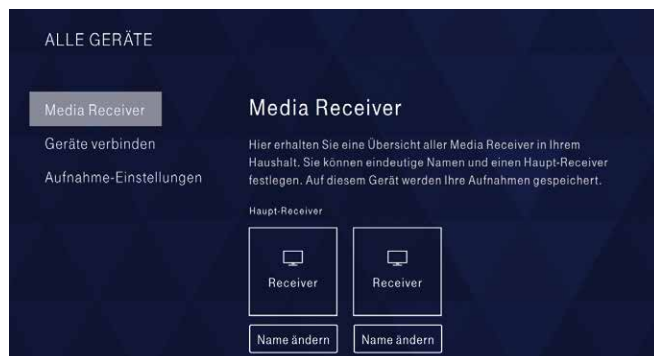 ALLE GERÄTE
Media Receiver
Geräte verbinden
Aufnahme-Einstellungen
Media Receiver
Hier erhalten Sie eine Übersicht aller Media Receiver in Ihrem
Haushalt. Sie können eindeutige Namen und einen Haupt-Receiver
festlegen. Auf diesem Gerät werden Ihre Aufnahmen gespeichert.
Haupt-Receiver
Receiver
Receiver
Name ändern
Name ändern